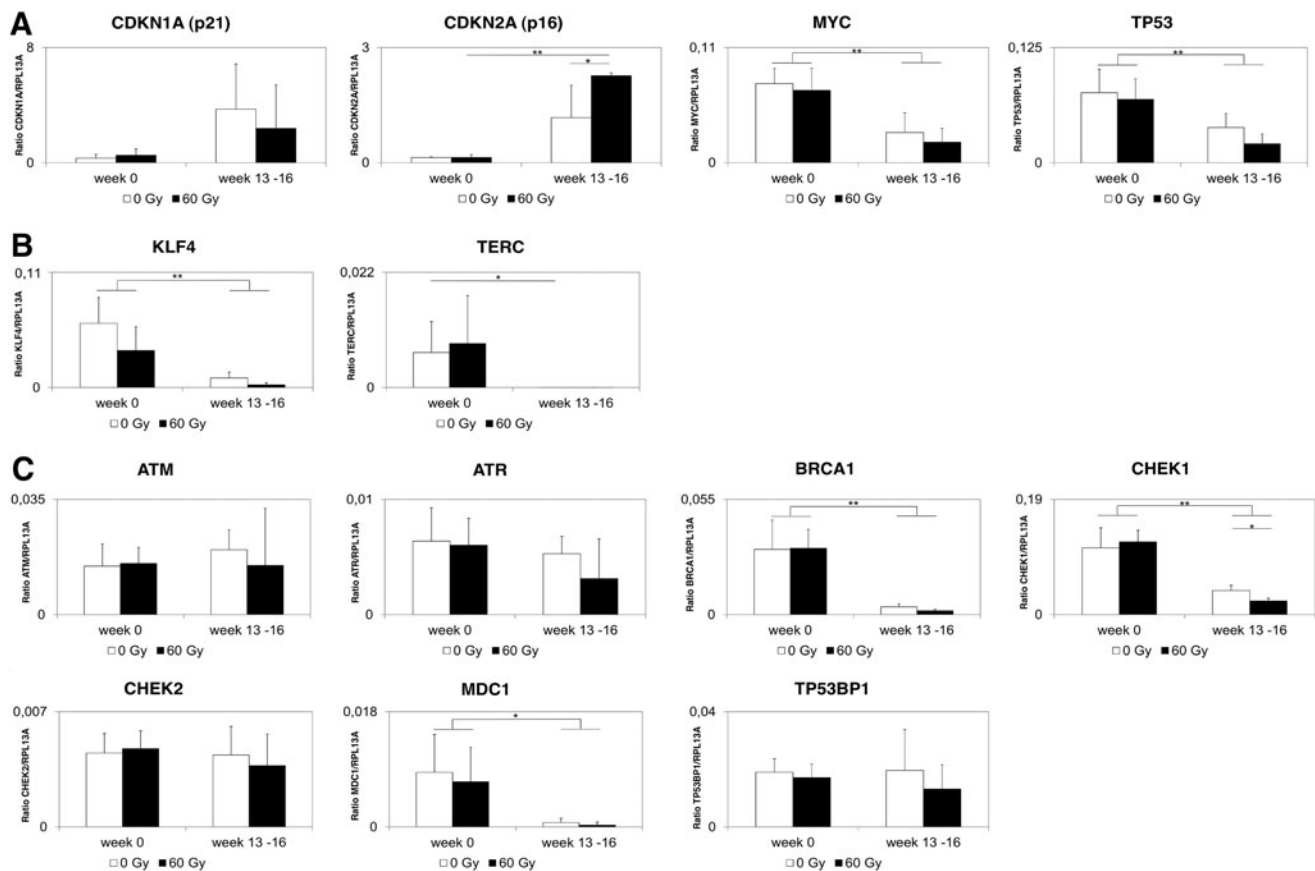 A
CDKN1A (p21)
8
Ratio CDKN1A/RPL13A
0
week 0
week 13 -16
0 Gy 60 Gy
CDKN2A (p16)
3
**
*
Ratio CDKN2A/RPL13A
0
week 0
week 13 -16
0 Gy 60 Gy
MYC
0,11
**
Ratio MYC/RPL13A
0
week 0
week 13 -16
0 Gy 60 Gy
TP53
0,125
**
Ratio TP53/RPL13A
0
week 0
week 13 -16
0 Gy 60 Gy
B
KLF4
0,11
**
Ratio KLF4/RPL13A
0
week 0
week 13 -16
0 Gy 60 Gy
TERC
0,022
*
Ratio TERC/RPL13A
0
week 0
week 13 -16
0 Gy 60 Gy
C
ATM
0,035
Ratio ATM/RPL13A
0
week 0
week 13 -16
0 Gy 60 Gy
ATR
0,01
Ratio ATR/RPL13A
0
week 0
week 13 -16
0 Gy 60 Gy
BRCA1
0,055
**
Ratio BRCA1/RPL13A
0
week 0
week 13 -16
0 Gy 60 Gy
CHEK1
0,19
**
*
Ratio CHEK1/RPL13A
0
week 0
week 13 -16
0 Gy 60 Gy
CHEK2
0,007
Ratio CHEK2/RPL13A
0
week 0
week 13 -16
0 Gy 60 Gy
MDC1
0,018
*
Ratio MDC1/RPL13A
0
week 0
week 13 -16
0 Gy 60 Gy
TP53BP1
0,04
Ratio TP53BP1/RPL13A
0
week 0
week 13 -16
0 Gy 60 Gy